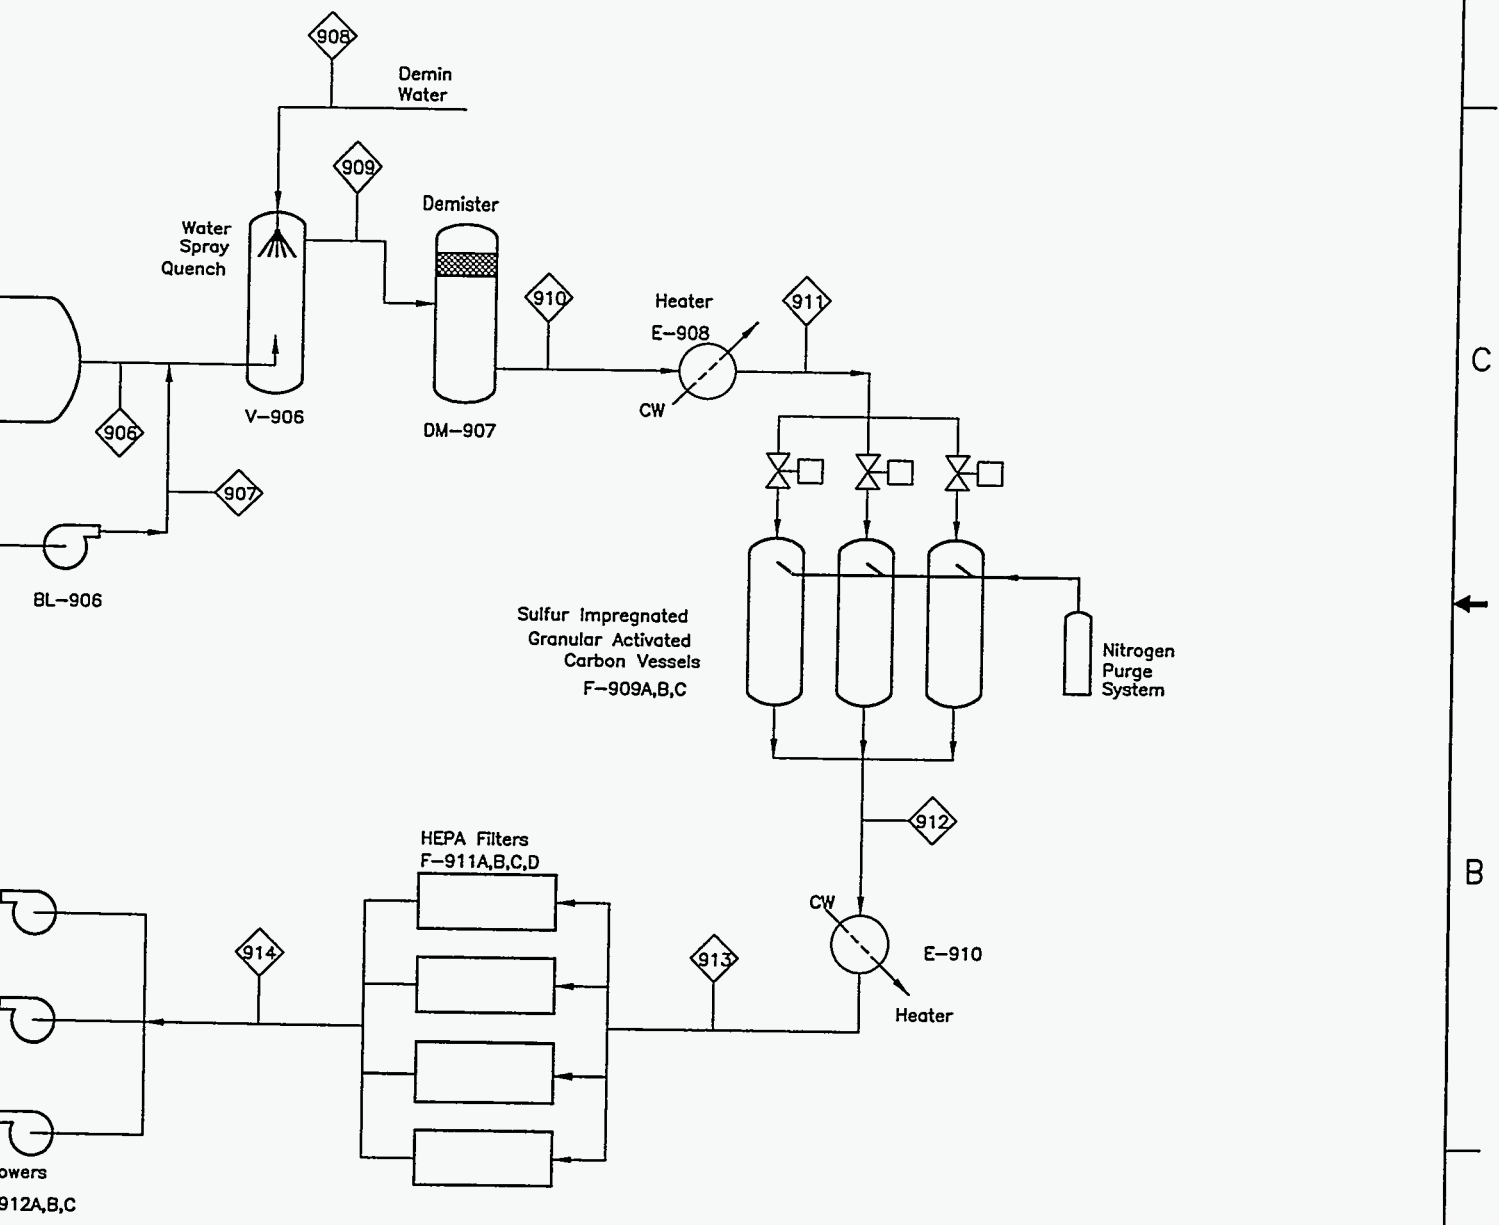 908
Demin
Water
909
Demister
Water
Spray
Quench
910
Heater
911
E-908
C
CW
V-906
906
DM-907
907
BL-906
Sulfur Impregnated
Granular Activated
Carbon Vessels
F-909A,B,C
Nitrogen
Purge
System
912
HEPA Filters
F-911A,B,C,D
B
CW
914
913
E-910
Heater
owers
912A,B,C